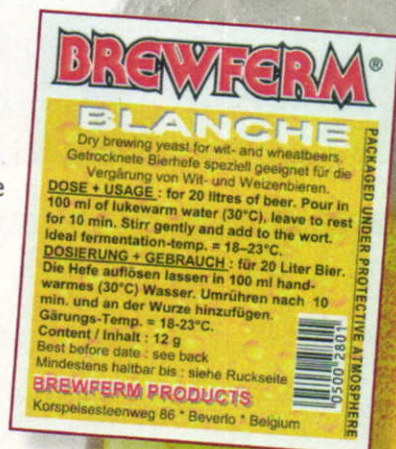 BREWFERM®
BLANCHE
Dry brewing yeast for wit- and wheatbeers.
Getrocknete Bierhefe speziell geeignet für die
Vergärung von Wit- und Weizenbieren.
DOSE + USAGE : for 20 litres of beer. Pour in
100 ml of lukewarm water (30°C), leave to rest
for 10 min. Stirr gently and add to the wort.
Ideal fermentation-temp. = 18–23°C.
DOSIERUNG + GEBRAUCH : für 20 Liter Bier.
Die Hefe auflösen lassen in 100 ml hand-
warmes (30°C) Wasser. Umrühren nach 10
min. und an der Wurze hinzufügen.
Gärungs-Temp. = 18-23°C.
Content / Inhalt : 12 g
Best before date : see back
Mindestens haltbar bis : siehe Ruckseite
BREWFERM PRODUCTS
Korspelsesteenweg 86 * Beverlo * Belgium
PACKAGED UNDER PROTECTIVE ATMOSPHERE
0500 2801
e